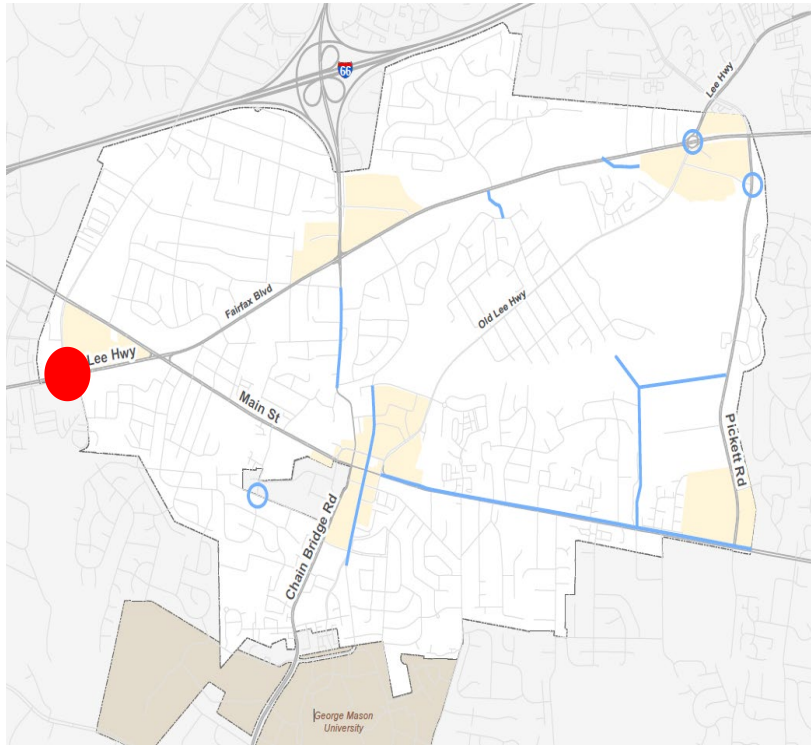 66
Lee Hwy
Fairfax Blvd
Old Lee Hwy
Lee Hwy
Main St
Pickett Rd
Chain Bridge Rd
George Mason
University